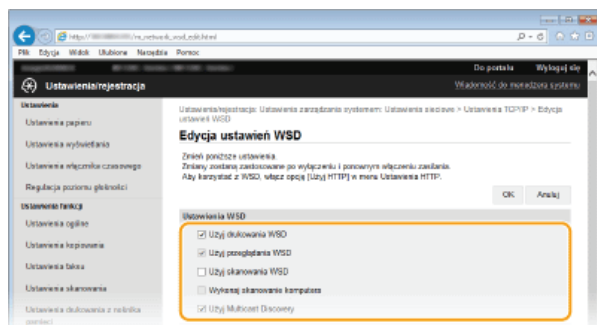 http://
/m_network_wsd_edit.html
Plik Edycja Widok Ulubione Narzędzia Pomoc
Do portalu Wyloguj się
Ustawienia/rejestracja
Wiadomość do menedżera systemu
Ustawienia
Ustawienia papieru
Ustawienia wyświetlania
Ustawienia włącznika czasowego
Regulacja poziomu głośności
Ustawienia funkcji
Ustawienia ogólne
Ustawienia kopiowania
Ustawienia faksu
Ustawienia skanowania
Ustawienia drukowania z nośnika
pamięci
Ustawienia/rejestracja: Ustawienia zarządzania systemem: Ustawienia sieciowe > Ustawienia TCP/IP > Edycja
ustawień WSD
Edycja ustawień WSD
Zmień poniższe ustawienia.
Zmiany zostaną zastosowane po wyłączeniu i ponownym włączeniu zasilania.
Aby korzystać z WSD, włącz opcję [Użyj HTTP] w menu Ustawienia HTTP.
OK Anuluj
Ustawienia WSD
Użyj drukowania WSD
Użyj przeglądania WSD
Użyj skanowania WSD
Wykonaj skanowanie komputera
Użyj Multicast Discovery